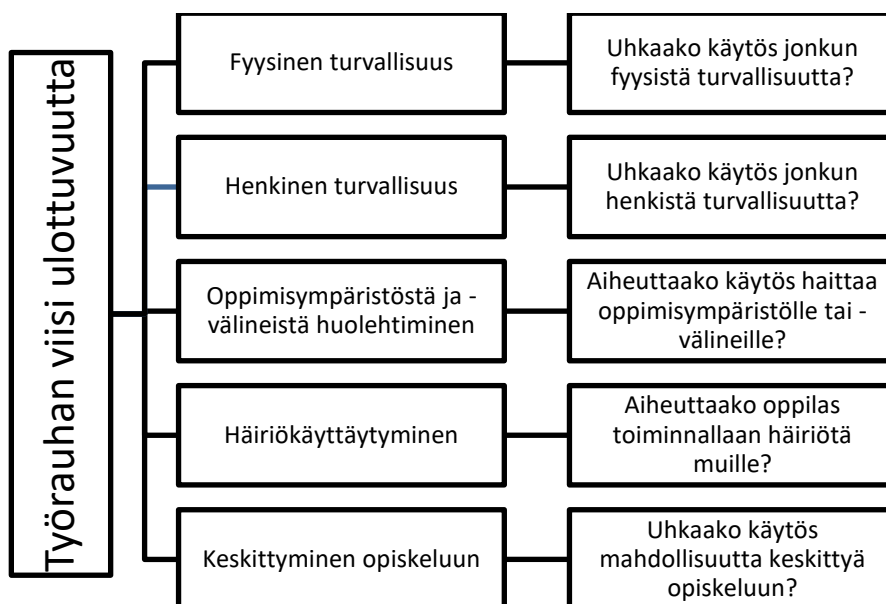 Työrauhan viisi ulottuvuutta
Fyysinen turvallisuus
Uhkaako käytös jonkun
fyysistä turvallisuutta?
Henkinen turvallisuus
Uhkaako käytös jonkun
henkistä turvallisuutta?
Oppimisympäristöstä ja -
välineistä huolehtiminen
Aiheuttaako käytös haittaa
oppimisympäristölle tai -
välineille?
Häiriökäyttäytyminen
Aiheuttaako oppilas
toiminnallaan häiriötä
muille?
Keskittyminen opiskeluun
Uhkaako käytös
mahdollisuutta keskittyä
opiskeluun?